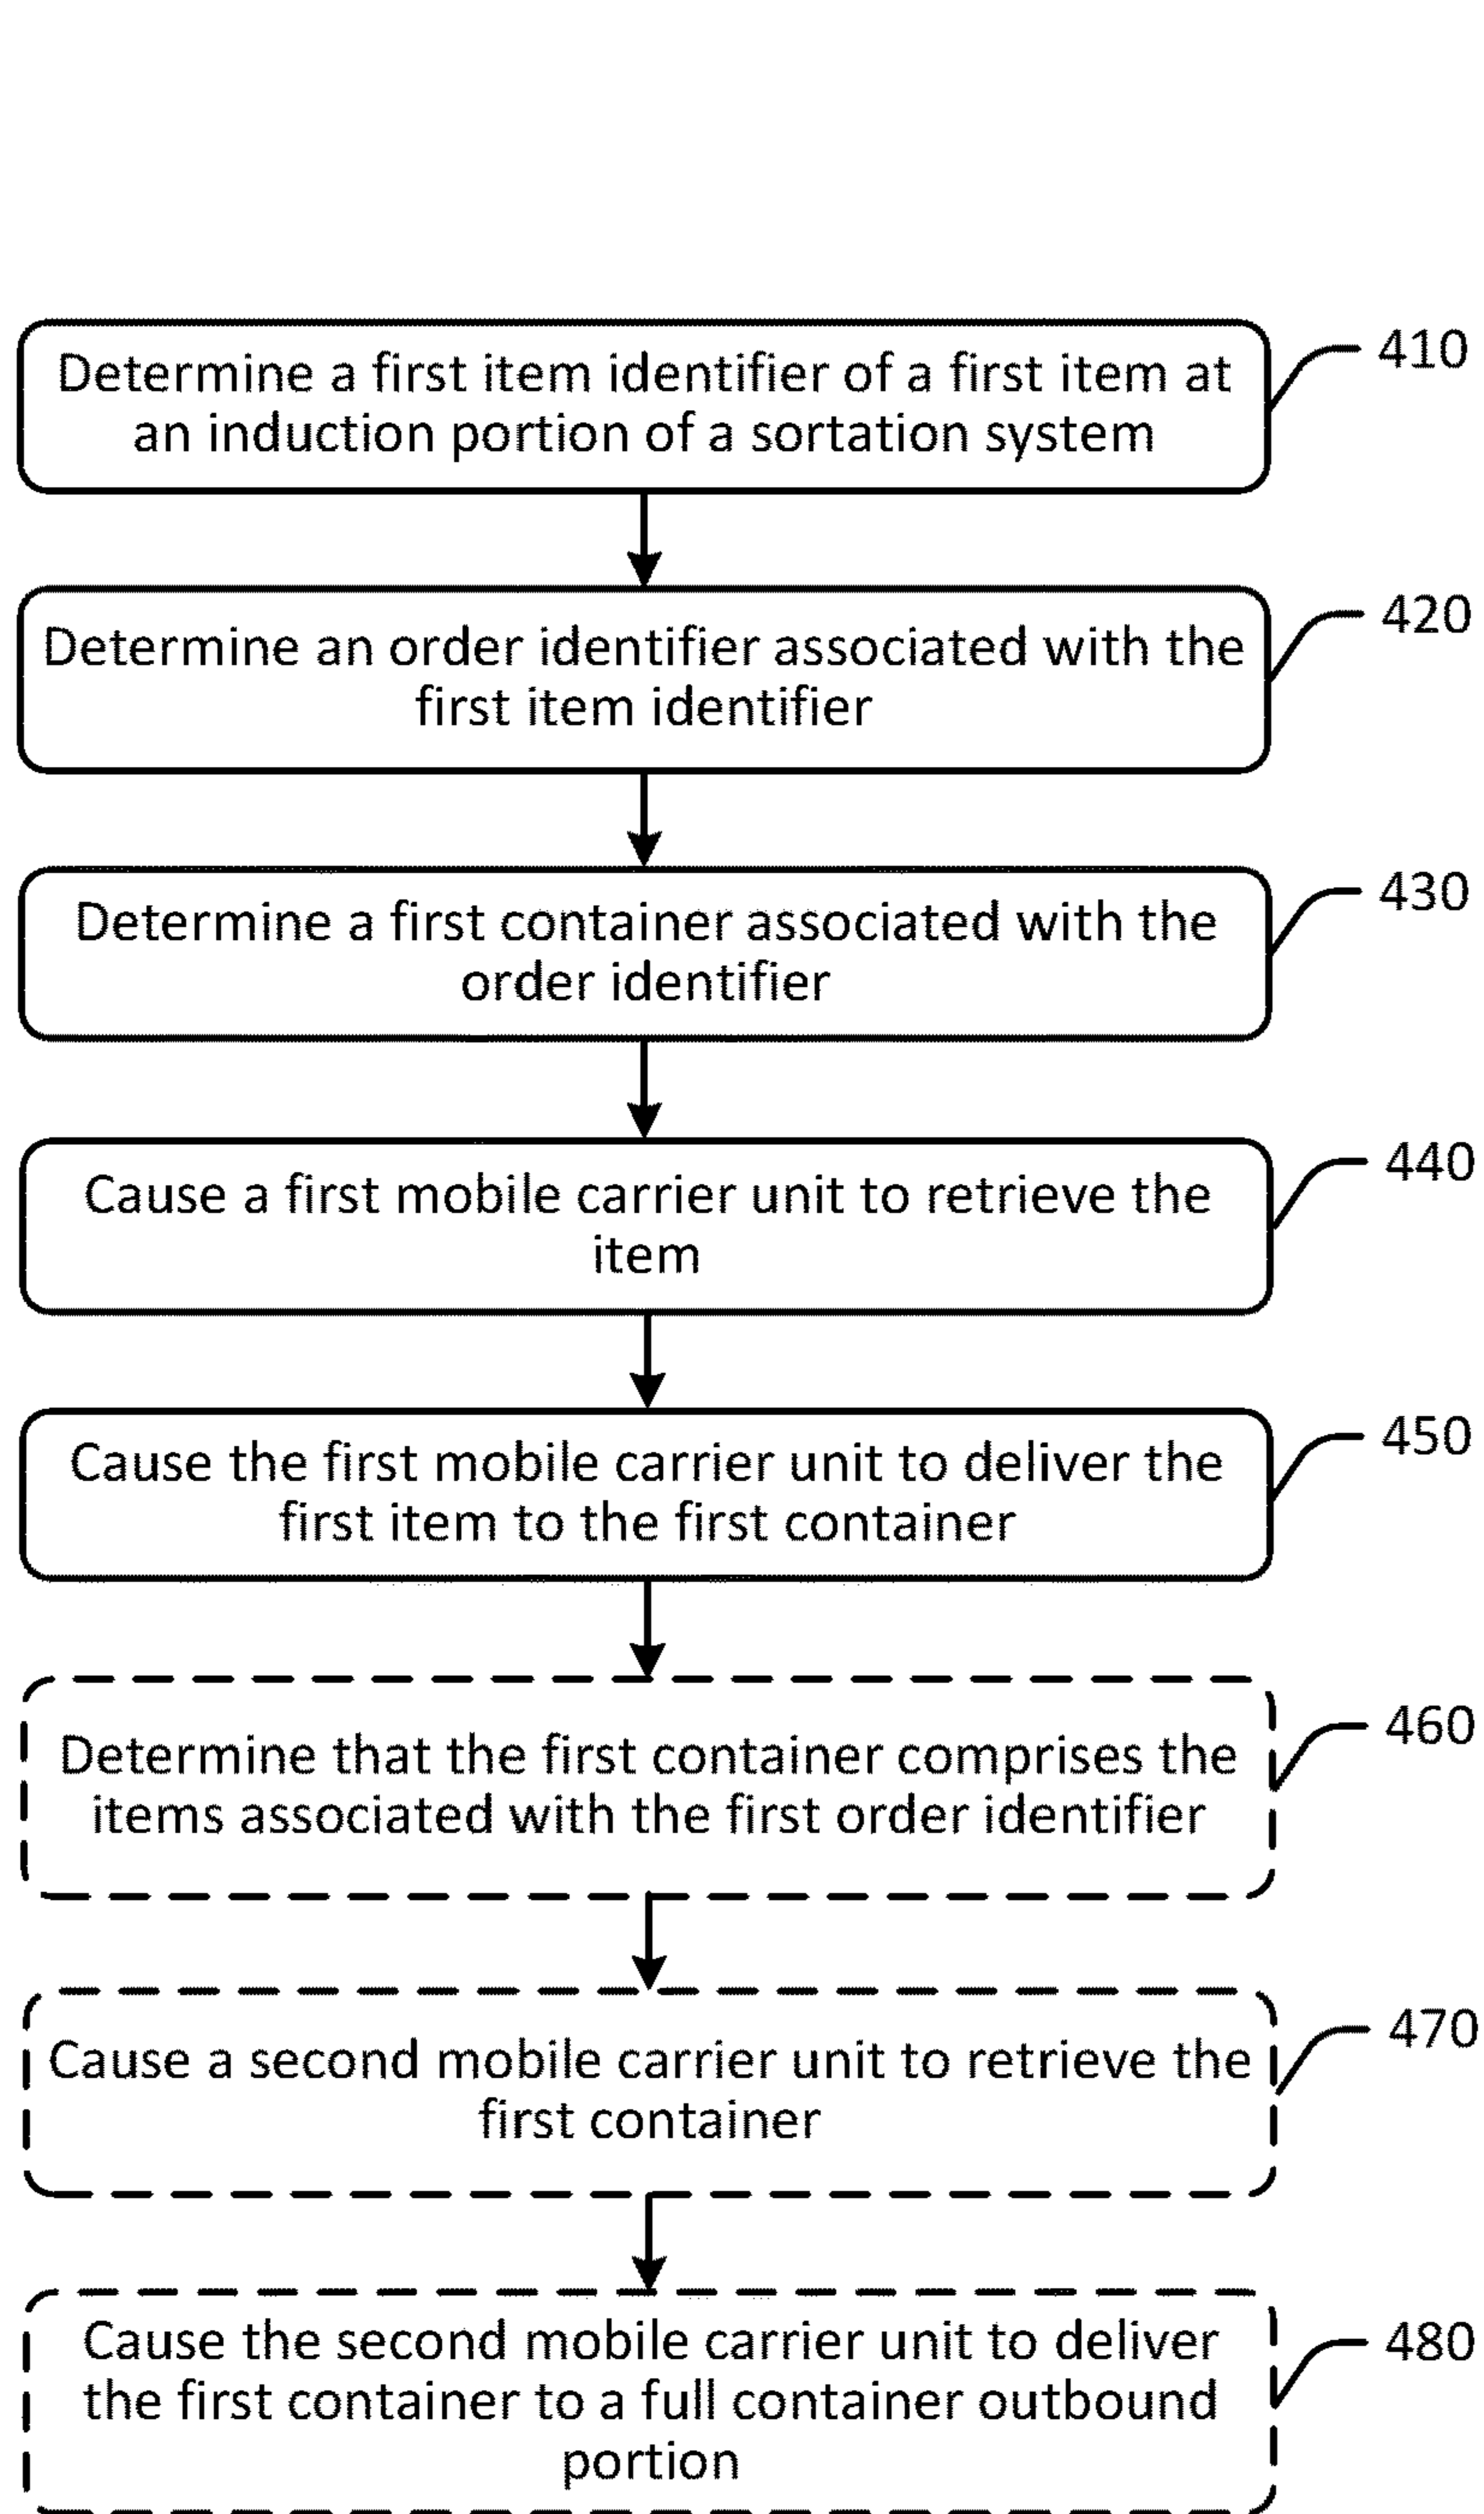 Determine a first item identifier of a first item at
an induction portion of a sortation system
410
Determine an order identifier associated with the
first item identifier
420
Determine a first container associated with the
order identifier
430
Cause a first mobile carrier unit to retrieve the
item
440
Cause the first mobile carrier unit to deliver the
first item to the first container
450
Determine that the first container comprises the
items associated with the first order identifier
460
Cause a second mobile carrier unit to retrieve the
first container
470
Cause the second mobile carrier unit to deliver
the first container to a full container outbound
portion
480